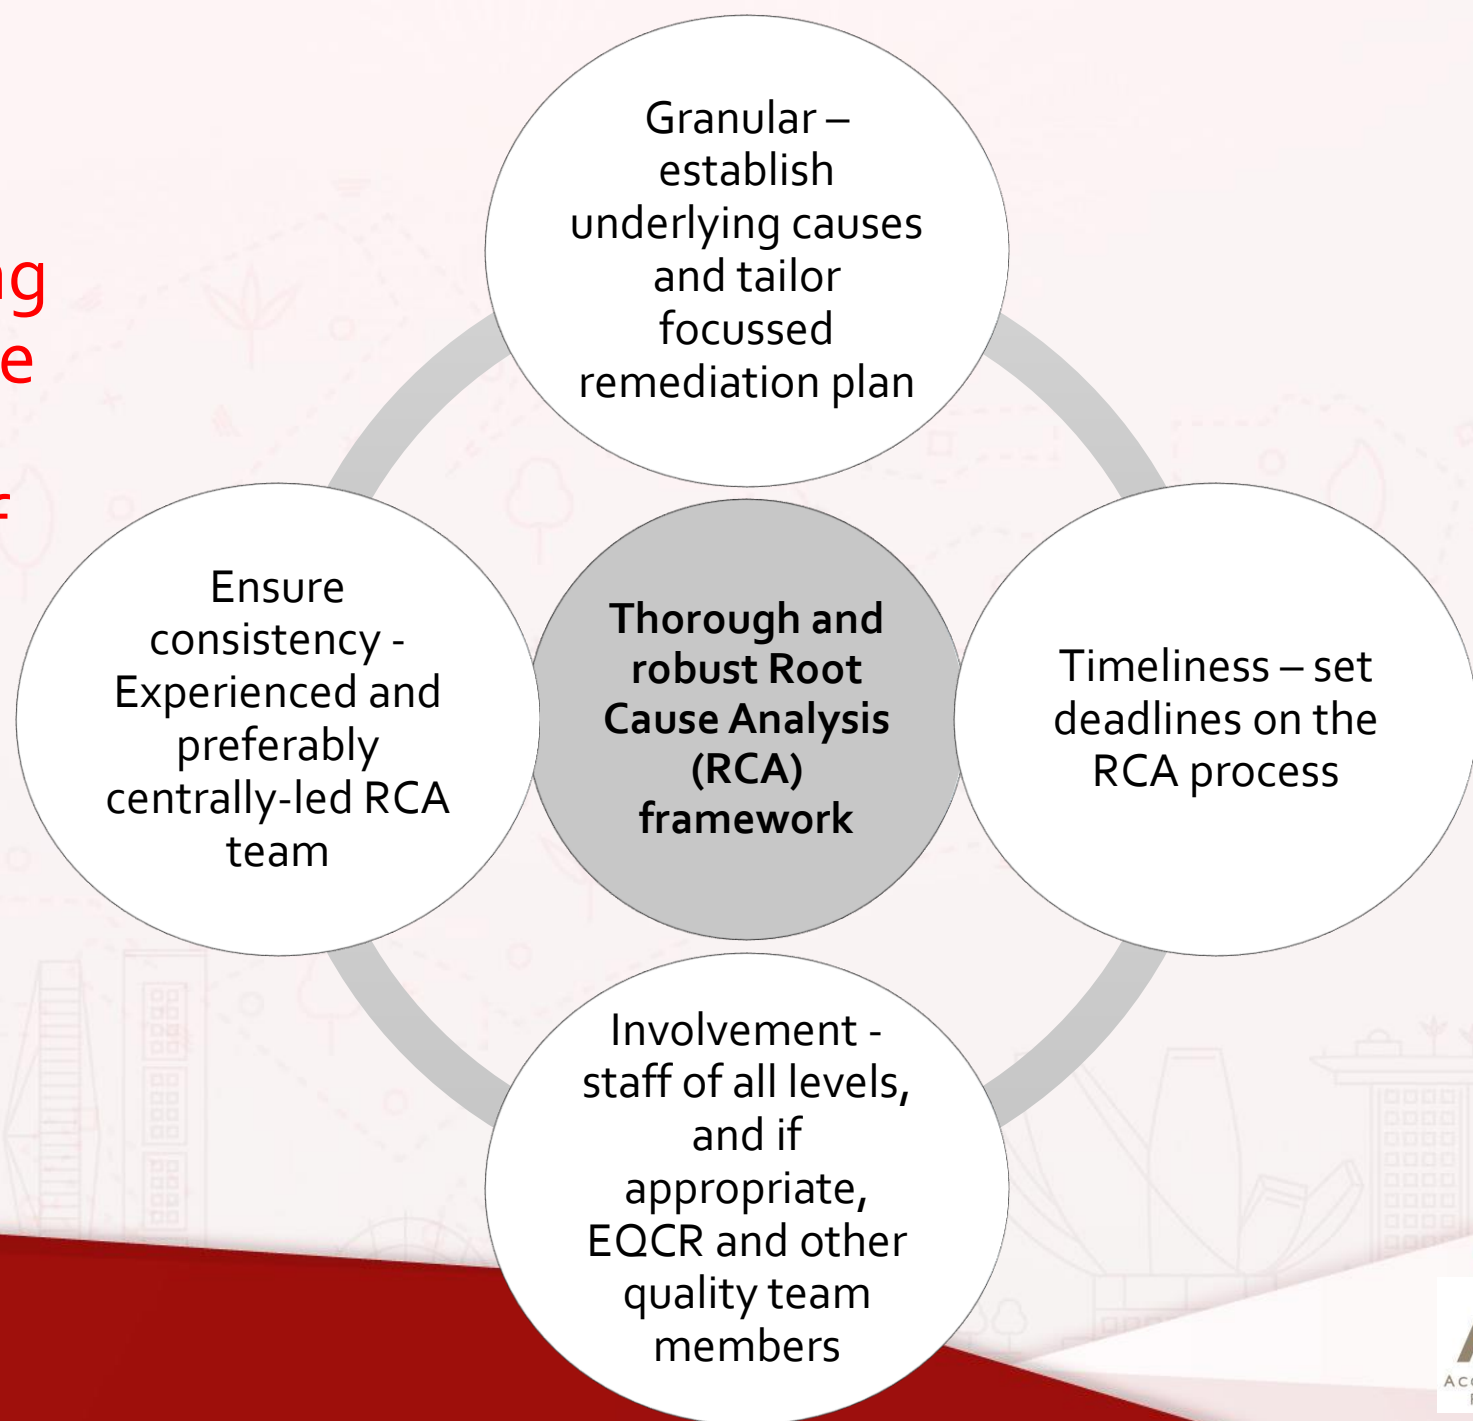 Granular –
establish
underlying causes
and tailor
focussed
remediation plan
Ensure
consistency -
Experienced and
preferably
centrally-led RCA
team
Thorough and
robust Root
Cause Analysis
(RCA)
framework
Timeliness – set
deadlines on the
RCA process
Involvement -
staff of all levels,
and if
appropriate,
EQCR and other
quality team
members